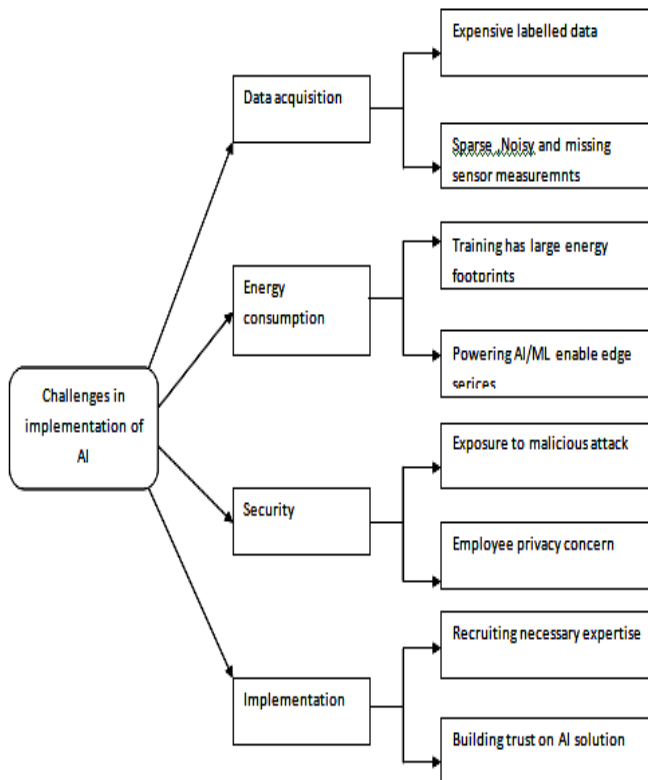 Expensive labelled data
Data acquisition
Sparse ,Noisy and missing
sensor measuremnts
Training has large energy
footprints
Energy
consumption
Powering AI/ML enable edge
serices
Challenges in
implementation of
AI
Exposure to malicious attack
Security
Employee privacy concern
Recruiting necessary expertise
Implementation
Building trust on AI solution